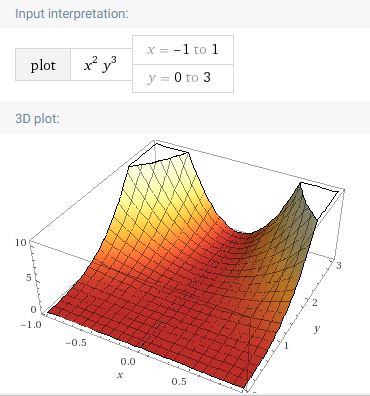 Input interpretation:
plot x² y³ x = −1 to 1
y = 0 to 3
3D plot:
10
5
0
−1.0
−0.5
0.0
0.5
x
1
2
3
y